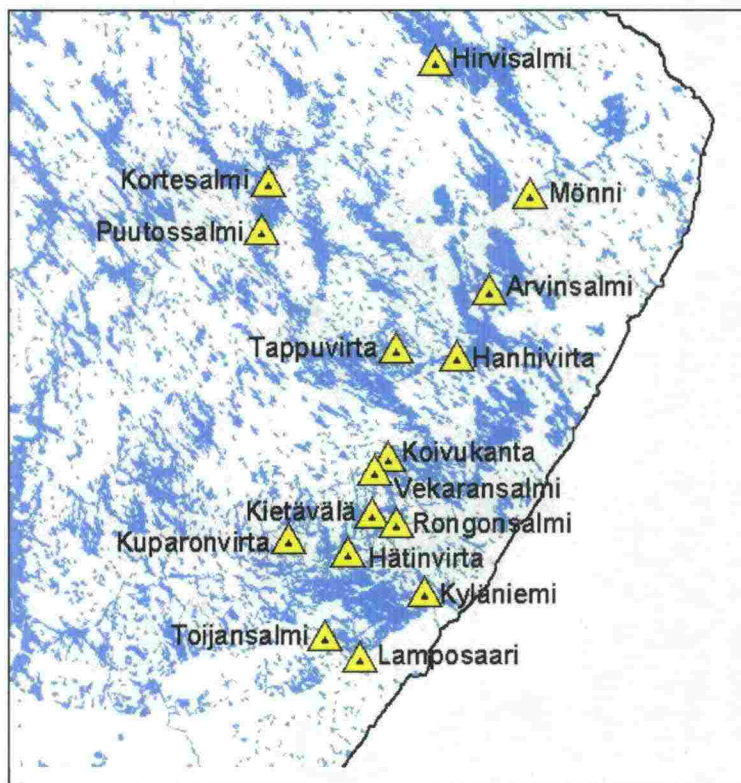 Hirvisalmi
Kortesalmi
Mönni
Puutossalmi
Arvinsalmi
Tappuvirta
Hanhivirta
Koivukanta
Vekaransalmi
Kietävälä
Rongonsalmi
Kuparonvirta
Hätinvirta
Kyläniemi
Toijansalmi
Lamposaari